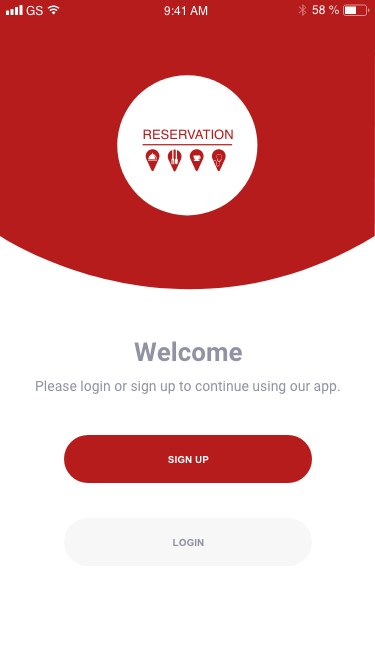 GS 9:41 AM 58 %
RESERVATION
Welcome
Please login or sign up to continue using our app.
SIGN UP
LOGIN